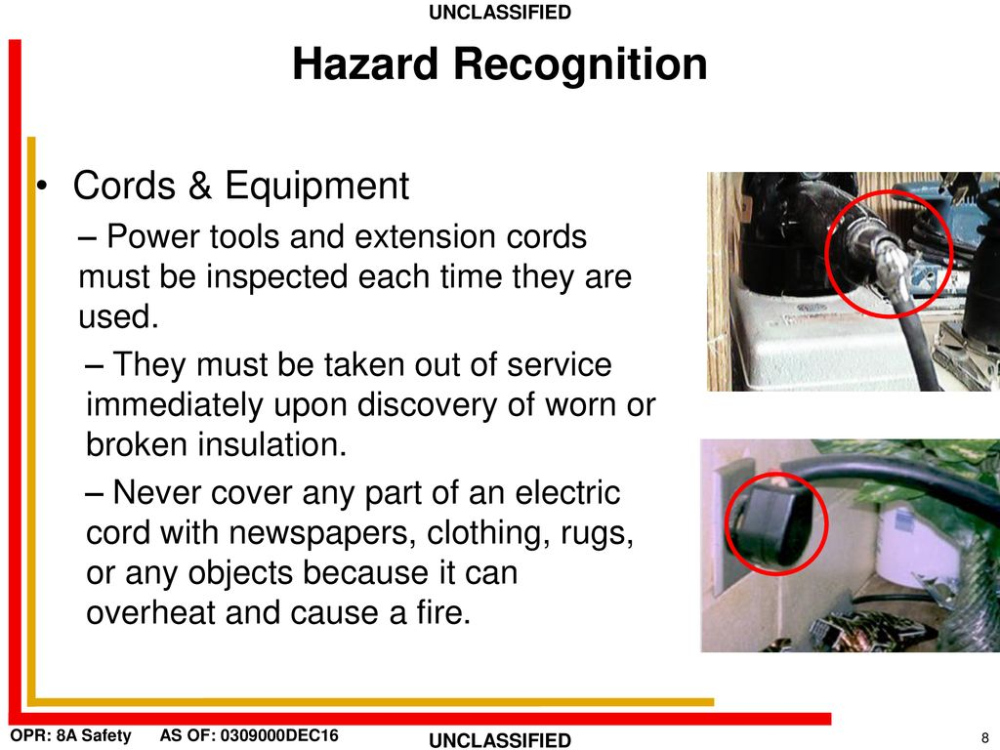 UNCLASSIFIED
Hazard Recognition
• Cords & Equipment
– Power tools and extension cords
must be inspected each time they are
used.
– They must be taken out of service
immediately upon discovery of worn or
broken insulation.
– Never cover any part of an electric
cord with newspapers, clothing, rugs,
or any objects because it can
overheat and cause a fire.
OPR: 8A Safety AS OF: 0309000DEC16
UNCLASSIFIED
8